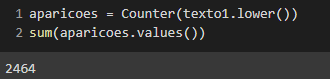 1 aparicoes = Counter(texto1.lower())
2 sum(aparicoes.values())
2464